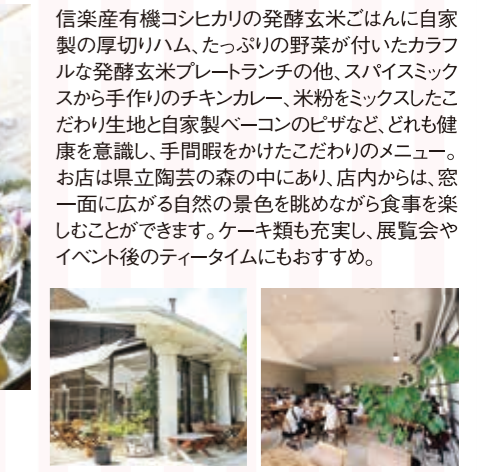 信楽産有機コシヒカリの発酵玄米ごはんに自家
製の厚切りハム、たっぷりの野菜が付いたカラフ
ルな発酵玄米プレートランチの他、スパイスミック
スから手作りのチキンカレー、米粉をミックスしたこ
だわり生地と自家製ベーコンのピザなど、どれも健
康を意識し、手間暇をかけたこだわりのメニュー。
お店は県立陶芸の森の中にあり、店内からは、窓
一面に広がる自然の景色を眺めながら食事を楽
しむことができます。ケーキ類も充実し、展覧会や
イベント後のティータイムにもおすすめ。